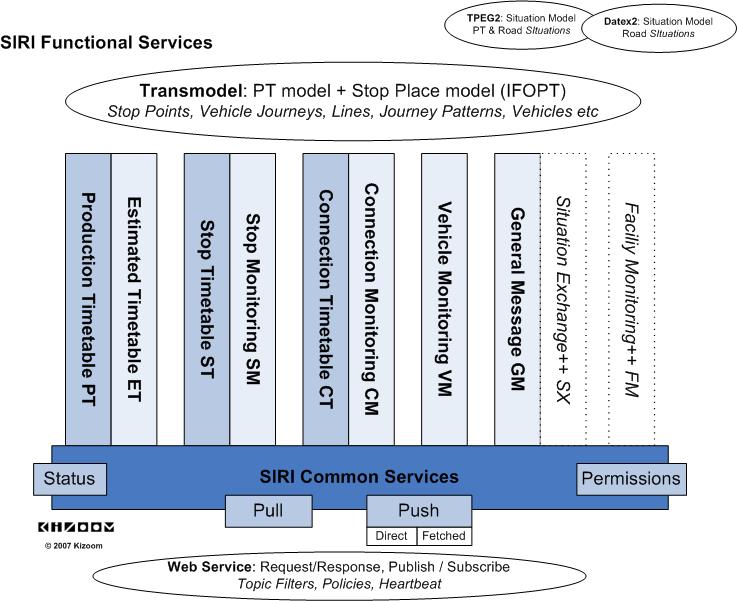 TPEG2: Situation Model
PT & Road SItuations
Datex2: Situation Model
Road SItuations
SIRI Functional Services
Transmodel: PT model + Stop Place model (IFOPT)
Stop Points, Vehicle Journeys, Lines, Journey Patterns, Vehicles etc
Production Timetable PT
Estimated Timetable ET
Stop Timetable ST
Stop Monitoring SM
Connection Timetable CT
Connection Monitoring CM
Vehicle Monitoring VM
General Message GM
Situation Exchange++ SX
Faciliy Monitoring++ FM
SIRI Common Services
Status
Permissions
Pull
Push
Direct
Fetched
KIZOOM
© 2007 Kizoom
Web Service: Request/Response, Publish / Subscribe
Topic Filters, Policies, Heartbeat